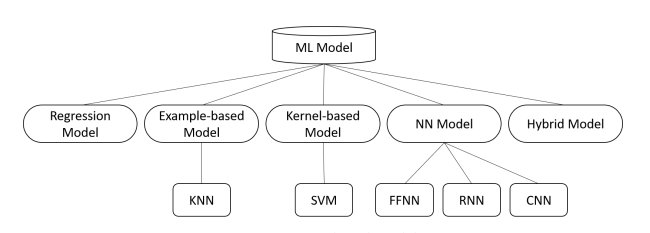 ML Model
Regression
Model
Example-based
Model
Kernel-based
Model
NN Model
Hybrid Model
KNN
SVM
FFNN
RNN
CNN